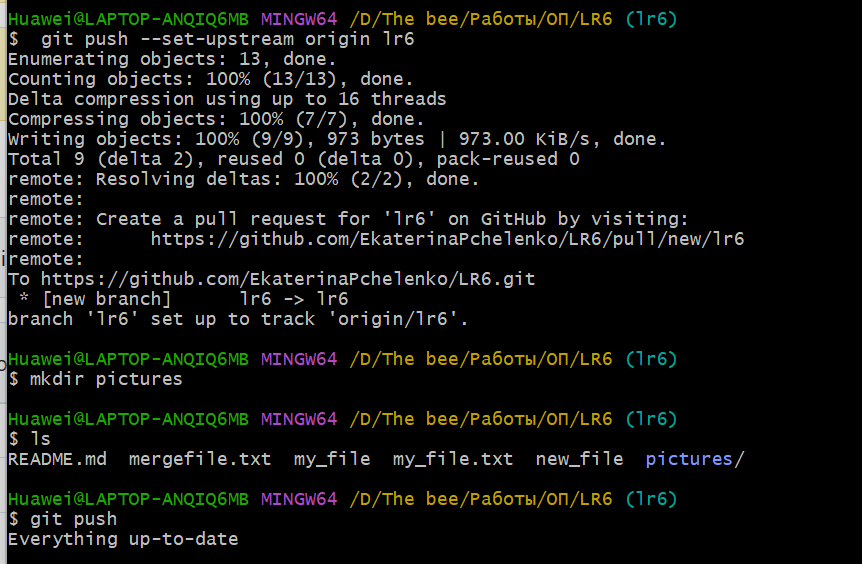 Huawei@LAPTOP-ANQIQ6MB MINGW64 /D/The bee/Работы/ОП/LR6 (lr6)
$  git push --set-upstream origin lr6
Enumerating objects: 13, done.
Counting objects: 100% (13/13), done.
Delta compression using up to 16 threads
Compressing objects: 100% (7/7), done.
Writing objects: 100% (9/9), 973 bytes | 973.00 KiB/s, done.
Total 9 (delta 2), reused 0 (delta 0), pack-reused 0
remote: Resolving deltas: 100% (2/2), done.
remote:
remote: Create a pull request for 'lr6' on GitHub by visiting:
remote:      https://github.com/EkaterinaPchelenko/LR6/pull/new/lr6
remote:
To https://github.com/EkaterinaPchelenko/LR6.git
 * [new branch]      lr6 -> lr6
branch 'lr6' set up to track 'origin/lr6'.
Huawei@LAPTOP-ANQIQ6MB MINGW64 /D/The bee/Работы/ОП/LR6 (lr6)
$ mkdir pictures
Huawei@LAPTOP-ANQIQ6MB MINGW64 /D/The bee/Работы/ОП/LR6 (lr6)
$ ls
README.md  mergefile.txt  my_file  my_file.txt  new_file  pictures/
Huawei@LAPTOP-ANQIQ6MB MINGW64 /D/The bee/Работы/ОП/LR6 (lr6)
$ git push
Everything up-to-date